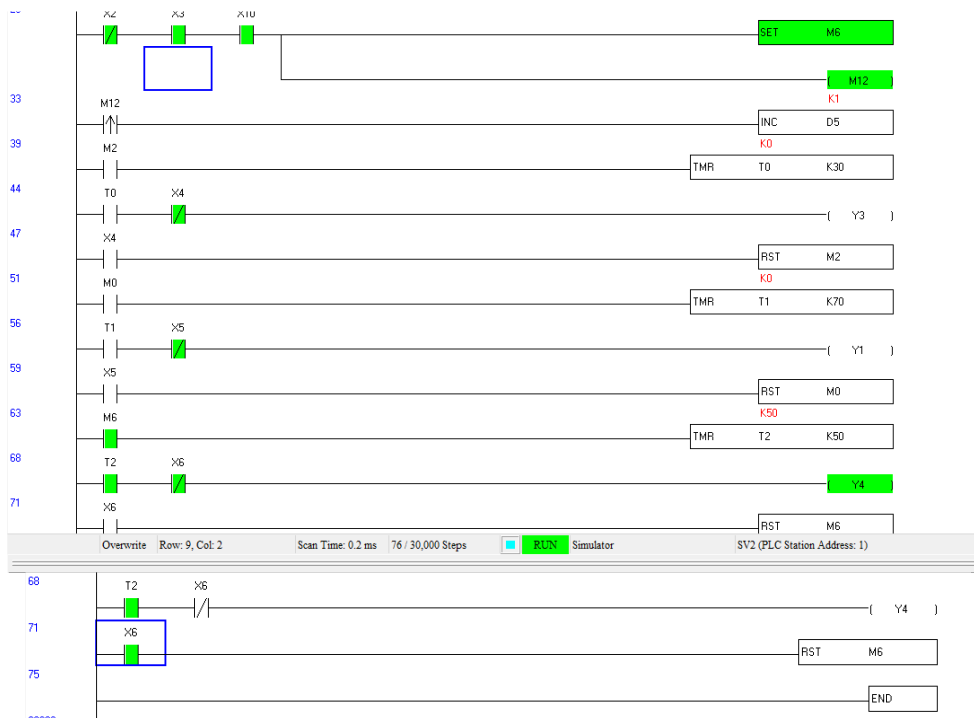 X2 X3 X10
SET M6
M12
33 M12 K1
INC D5
39 M2 K0
TMR T0 K30
44 T0 X4
Y3
47 X4
RST M2
51 M0 K0
TMR T1 K70
56 T1 X5
Y1
59 X5
RST M0
63 M6 K50
TMR T2 K50
68 T2 X6
Y4
71 X6
RST M6
Overwrite Row: 9, Col: 2 Scan Time: 0.2 ms 76 / 30,000 Steps RUN Simulator SV2 (PLC Station Address: 1)
68 T2 X6
Y4
71 X6
RST M6
75
END